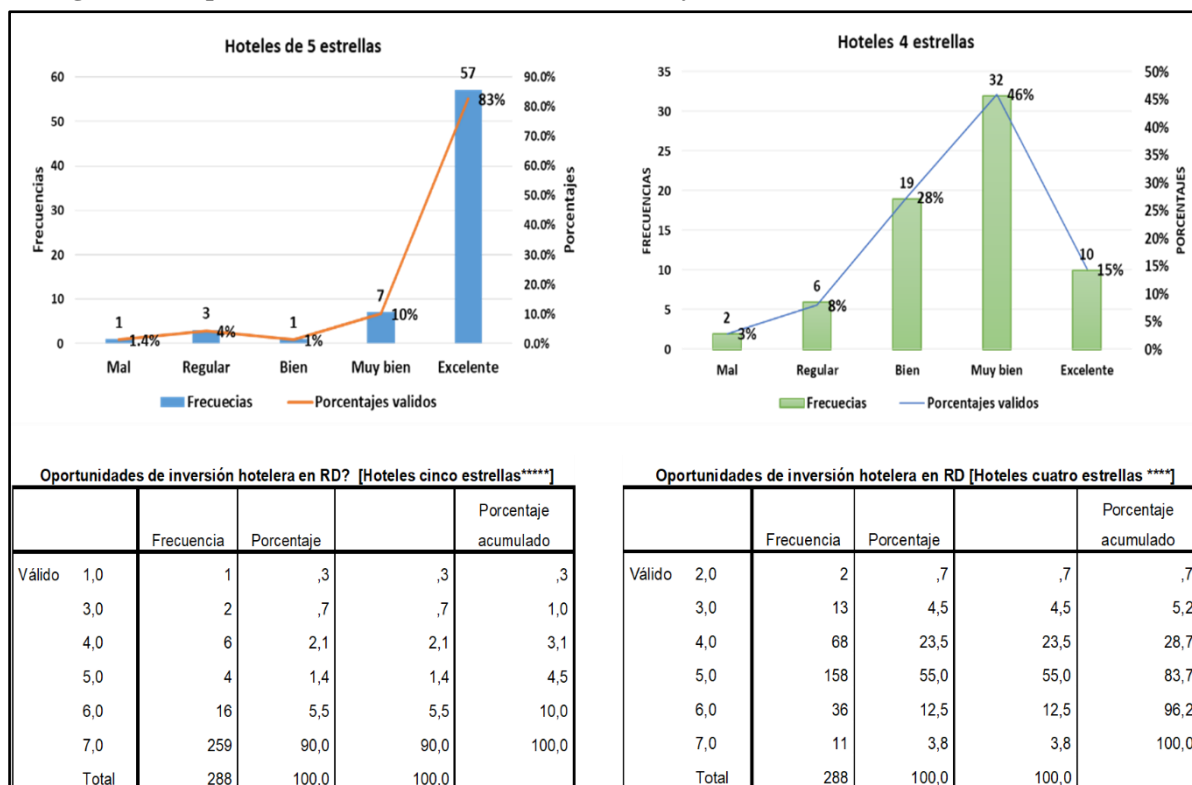 Hoteles de 5 estrellas
60
50
40
30
20
10
0
Frecuencias
90.0%
80.0%
70.0%
60.0%
50.0%
40.0%
30.0%
20.0%
10.0%
0.0%
Porcentajes
1
3
1
7
57
1.4%
4%
1%
10%
83%
Mal Regular Bien Muy bien Excelente
Frecuecias Porcentajes validos
Hoteles 4 estrellas
35
30
25
20
15
10
5
0
FRECUENCIAS
50%
45%
40%
35%
30%
25%
20%
15%
10%
5%
0%
PORCENTAJES
2
6
19
32
10
3%
8%
28%
46%
15%
Mal Regular Bien Muy bien Excelente
Frecuecias Porcentajes validos
Oportunidades de inversión hotelera en RD? [Hoteles cinco estrellas*****]
Frecuencia Porcentaje Porcentaje acumulado
Válido 1,0 1 ,3 ,3 ,3
3,0 2 ,7 ,7 1,0
4,0 6 2,1 2,1 3,1
5,0 4 1,4 1,4 4,5
6,0 16 5,5 5,5 10,0
7,0 259 90,0 90,0 100,0
Total 288 100,0 100,0
Oportunidades de inversión hotelera en RD [Hoteles cuatro estrellas ****]
Frecuencia Porcentaje Porcentaje acumulado
Válido 2,0 2 ,7 ,7 ,7
3,0 13 4,5 4,5 5,2
4,0 68 23,5 23,5 28,7
5,0 158 55,0 55,0 83,7
6,0 36 12,5 12,5 96,2
7,0 11 3,8 3,8 100,0
Total 288 100,0 100,0